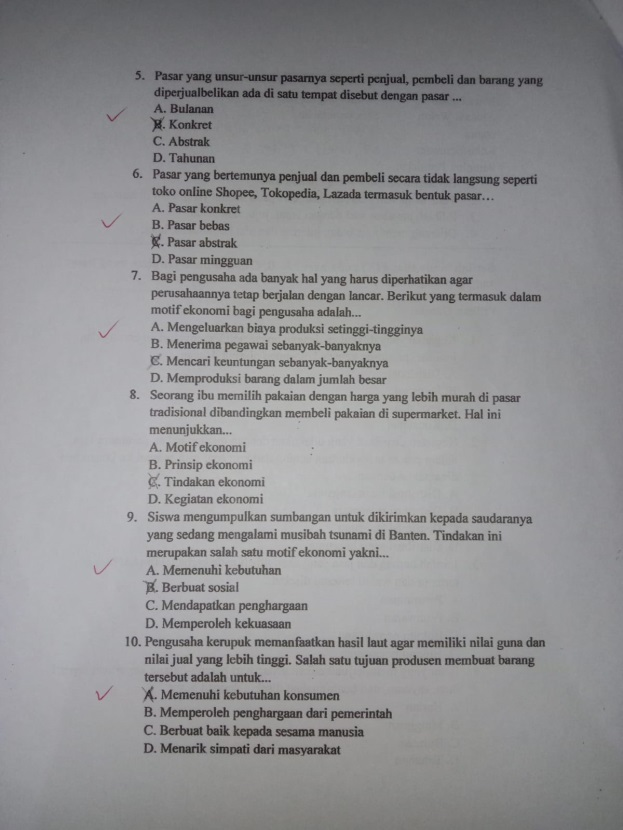 5. Pasar yang unsur-unsur pasarnya seperti penjual, pembeli dan barang yang
diperjualbelikan ada di satu tempat disebut dengan pasar ...
A. Bulanan
B. Konkret
C. Abstrak
D. Tahunan
6. Pasar yang bertemunya penjual dan pembeli secara tidak langsung seperti
toko online Shopee, Tokopedia, Lazada termasuk bentuk pasar…
A. Pasar konkret
B. Pasar bebas
C. Pasar abstrak
D. Pasar mingguan
7. Bagi pengusaha ada banyak hal yang harus diperhatikan agar
perusahaannya tetap berjalan dengan lancar. Berikut yang termasuk dalam
motif ekonomi bagi pengusaha adalah...
A. Mengeluarkan biaya produksi setinggi-tingginya
B. Menerima pegawai sebanyak-banyaknya
C. Mencari keuntungan sebanyak-banyaknya
D. Memproduksi barang dalam jumlah besar
8. Seorang ibu memilih pakaian dengan harga yang lebih murah di pasar
tradisional dibandingkan membeli pakaian di supermarket. Hal ini
menunjukkan...
A. Motif ekonomi
B. Prinsip ekonomi
C. Tindakan ekonomi
D. Kegiatan ekonomi
9. Siswa mengumpulkan sumbangan untuk dikirimkan kepada saudaranya
yang sedang mengalami musibah tsunami di Banten. Tindakan ini
merupakan salah satu motif ekonomi yakni...
A. Memenuhi kebutuhan
B. Berbuat sosial
C. Mendapatkan penghargaan
D. Memperoleh kekuasaan
10. Pengusaha kerupuk memanfaatkan hasil laut agar memiliki nilai guna dan
nilai jual yang lebih tinggi. Salah satu tujuan produsen membuat barang
tersebut adalah untuk...
A. Memenuhi kebutuhan konsumen
B. Memperoleh penghargaan dari pemerintah
C. Berbuat baik kepada sesama manusia
D. Menarik simpati dari masyarakat